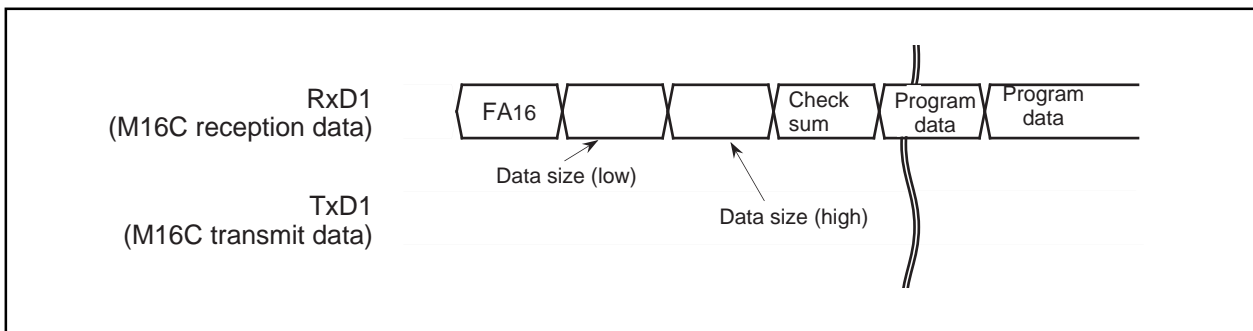 RxD1
(M16C reception data)
FA16
Check
sum
Program
data
Program
data
Data size (low)
Data size (high)
TxD1
(M16C transmit data)